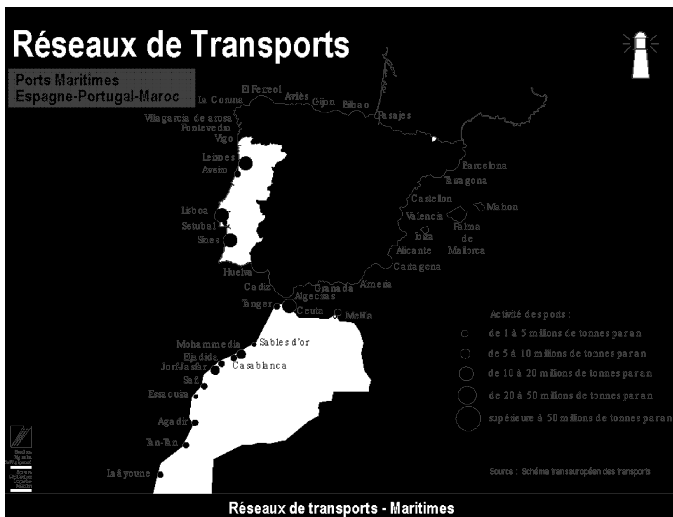 Réseaux de Transports
Ports Maritimes
Espagne-Portugal-Maroc
El Ferrol
Avilés
Gijon
Bilbao
La Coruna
Pasajes
Villagarcia de arosa
Pontevedra
Vigo
Leixoes
Aveiro
Barcelona
Tarragona
Castellon
Mahon
Lisboa
Valencia
Setubal
Ibiza
Palma
de
Mallorca
Sines
Alicante
Cartagena
Huelva
Almeria
Cadiz
Grenada
Algeciras
Tanger
Ceuta
Melilla
Activité des ports :
de 1 à 5 millions de tonnes par an
de 5 à 10 millions de tonnes par an
de 10 à 20 millions de tonnes par an
de 20 à 50 millions de tonnes par an
supérieure à 50 millions de tonnes par an
Mohammedia
Sables d'or
El jadida
Casablanca
Jorf-lasfar
Safi
Essaouira
Agadir
Tan-Tan
Laâyoune
Source : Schéma transeuropéen des transports
Réseaux de transports - Maritimes